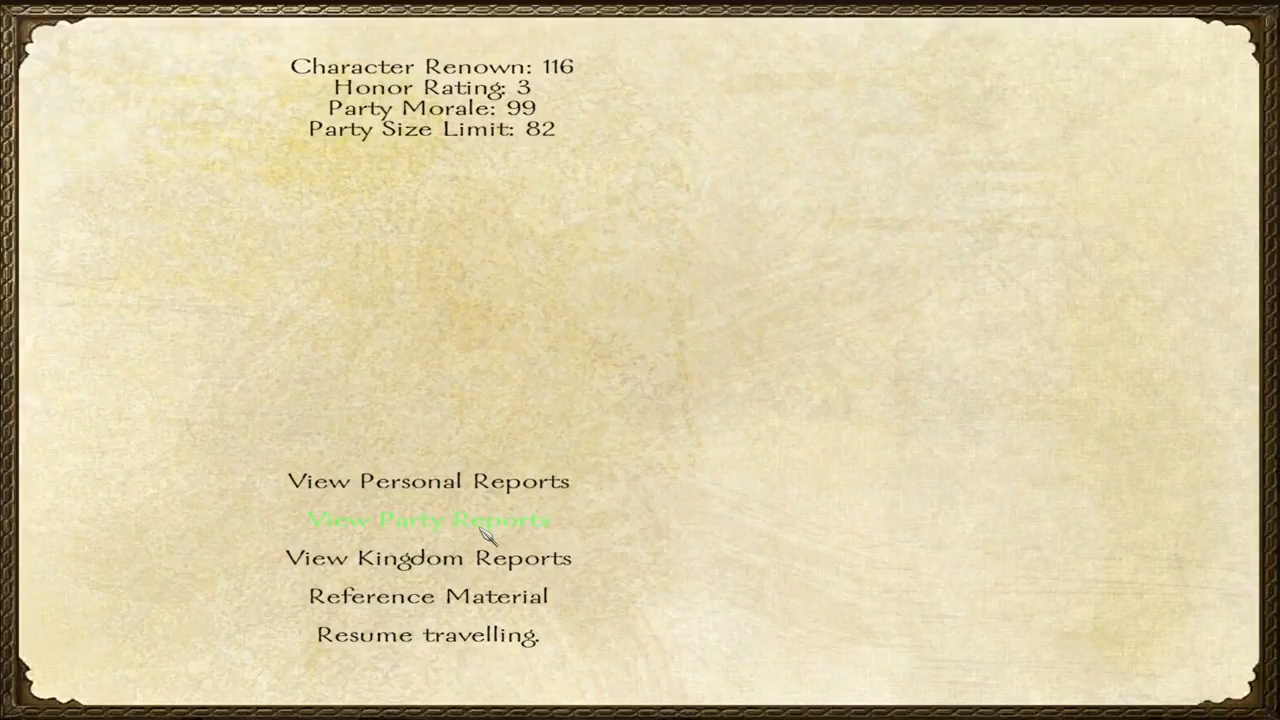 Character Renown: 116
Honor Rating: 3
Party Morale: 99
Party Size Limit: 82
View Personal Reports
View Party Reports
View Kingdom Reports
Reference Material
Resume travelling.